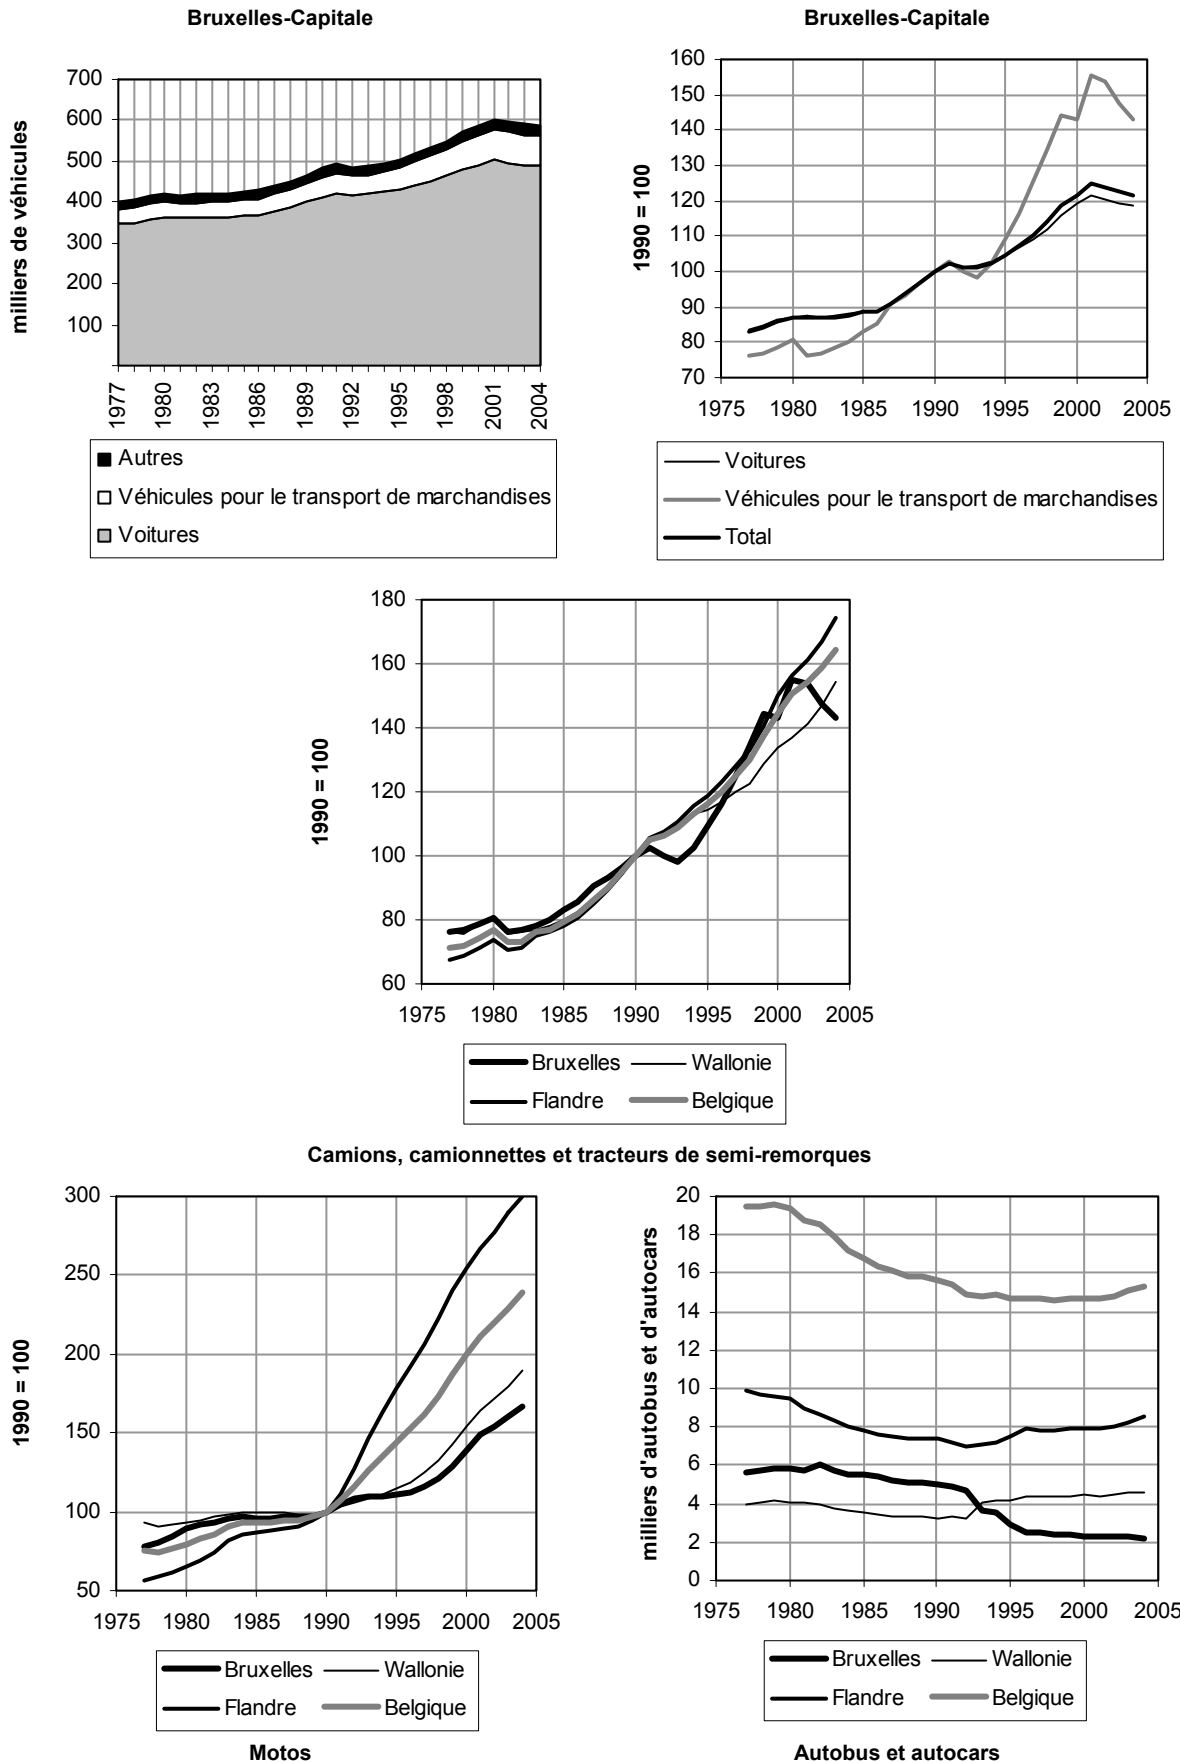 Bruxelles-Capitale
milliers de véhicules
700
600
500
400
300
200
100
1977
1980
1983
1986
1989
1992
1995
1998
2001
2004
Autres
Véhicules pour le transport de marchandises
Voitures
Bruxelles-Capitale
1990 = 100
160
150
140
130
120
110
100
90
80
70
1975 1980 1985 1990 1995 2000 2005
Voitures
Véhicules pour le transport de marchandises
Total
1990 = 100
180
160
140
120
100
80
60
1975 1980 1985 1990 1995 2000 2005
Bruxelles Wallonie
Flandre Belgique
Camions, camionnettes et tracteurs de semi-remorques
1990 = 100
300
250
200
150
100
50
1975 1980 1985 1990 1995 2000 2005
Bruxelles Wallonie
Flandre Belgique
Motos
milliers d'autobus et d'autocars
20
18
16
14
12
10
8
6
4
2
0
1975 1980 1985 1990 1995 2000 2005
Bruxelles Wallonie
Flandre Belgique
Autobus et autocars